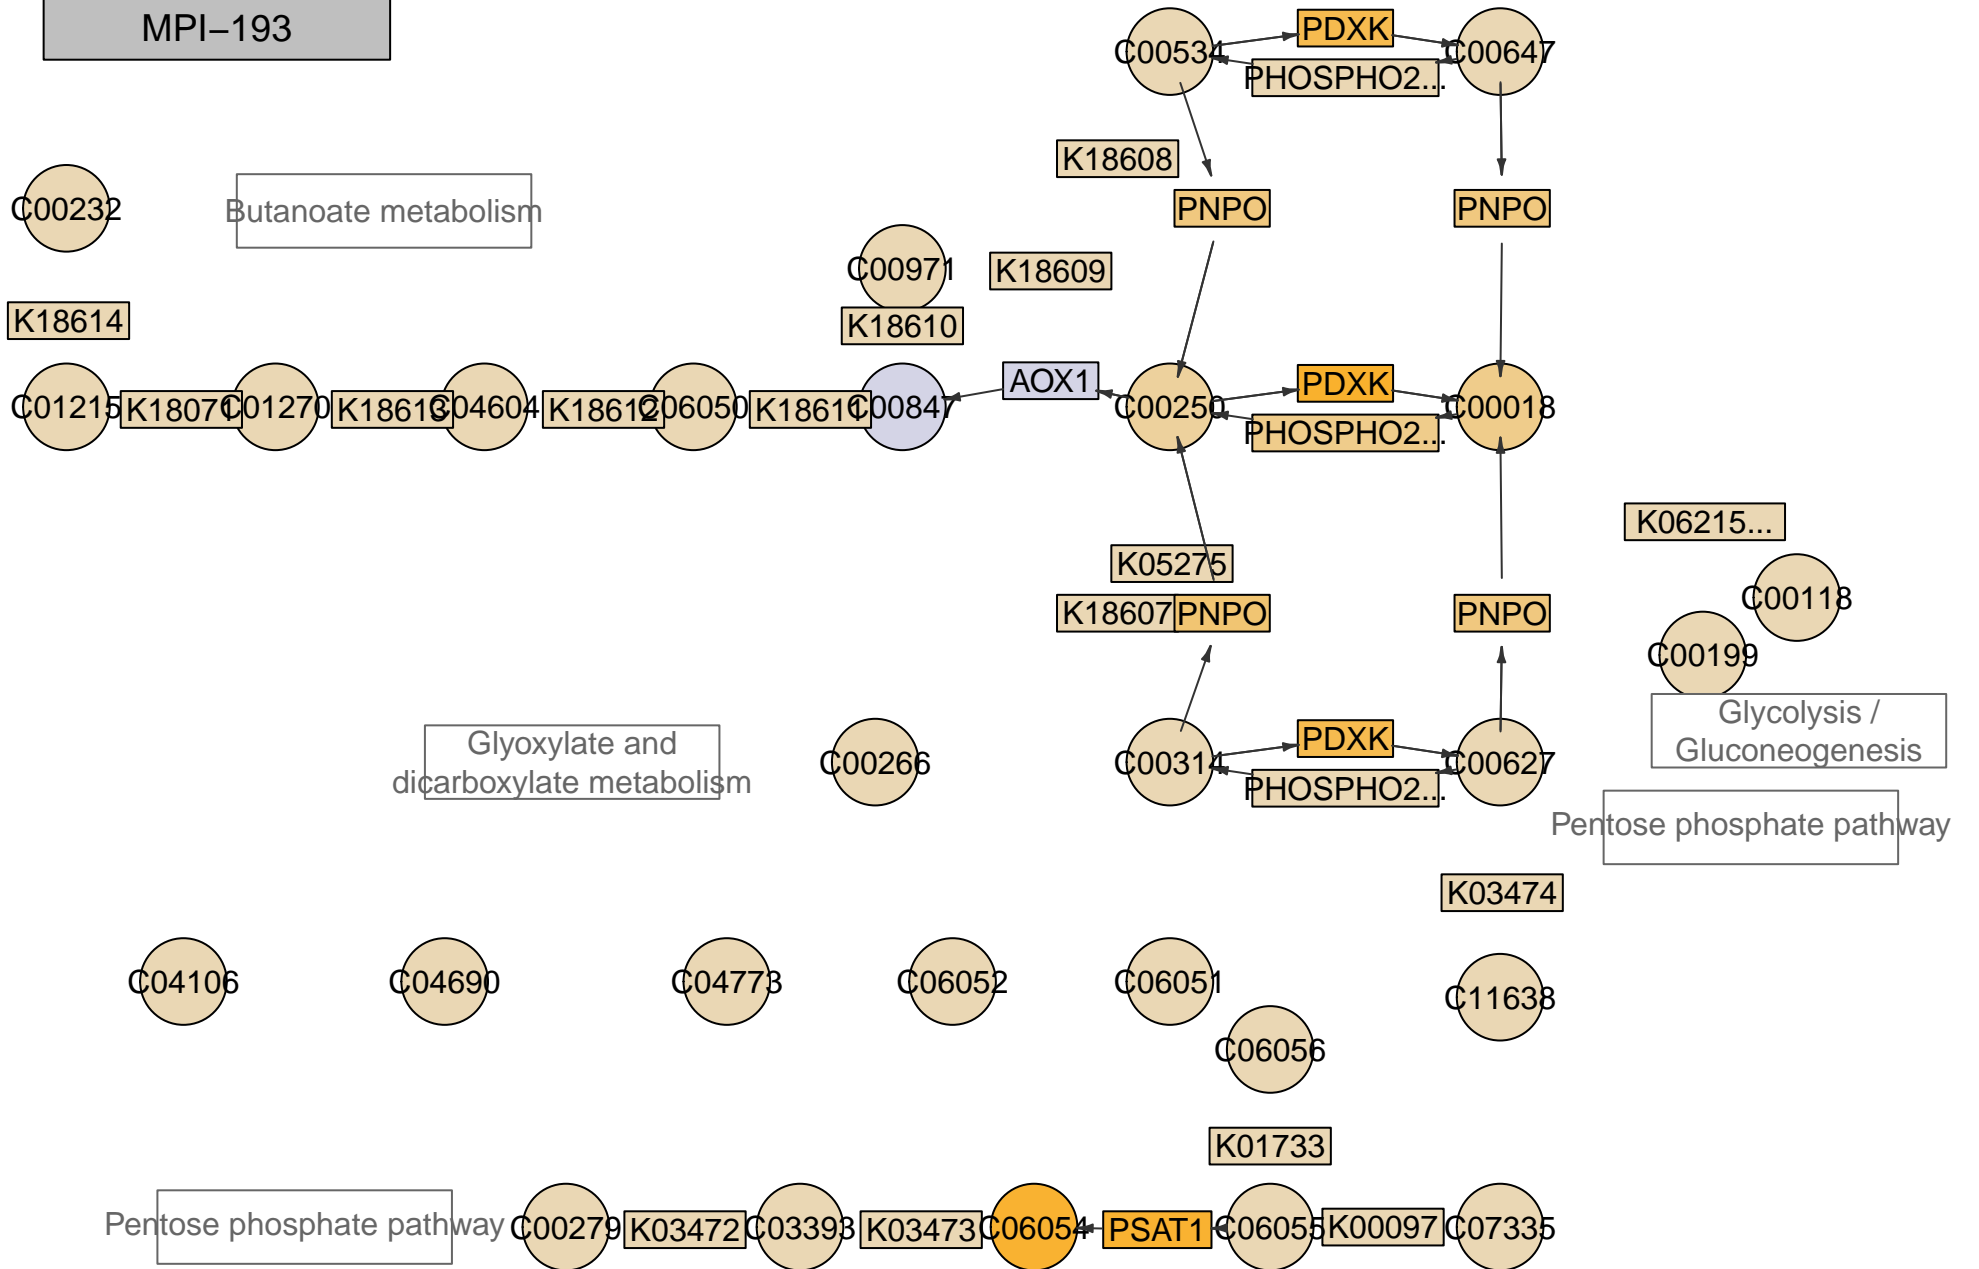 MPI–193
C00534
PDXK
C00647
PHOSPHO2...
K18608
C00232
Butanoate metabolism
PNPO
PNPO
C00971
K18609
K18614
K18610
C01215
K18071
C01270
K18613
C04604
K18612
C06050
K18611
C00847
AOX1
C00250
PDXK
C00018
PHOSPHO2...
K06215...
K05275
C00118
K18607
PNPO
PNPO
C00199
Glyoxylate and
dicarboxylate metabolism
C00266
C00314
PDXK
C00627
PHOSPHO2...
Glycolysis /
Gluconeogenesis
Pentose phosphate pathway
K03474
C04106
C04690
C04773
C06052
C06051
C11638
C06056
K01733
Pentose phosphate pathway
C00279
K03472
C03393
K03473
C06054
PSAT1
C06055
K00097
C07335